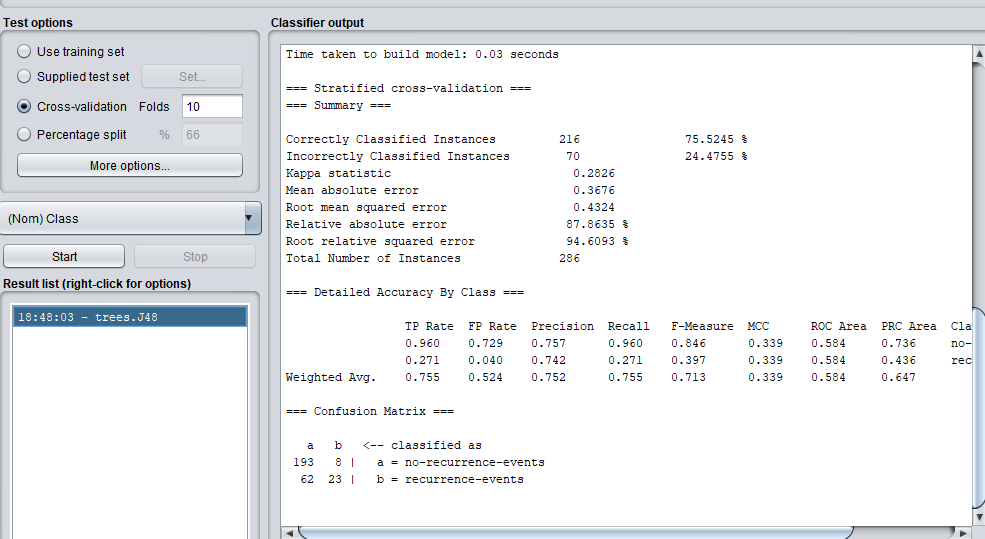 Test options
Use training set
Supplied test set Set...
Cross-validation Folds 10
Percentage split % 66
More options...
(Nom) Class
Start Stop
Result list (right-click for options)
18:48:03 - trees.J48
Classifier output
Time taken to build model: 0.03 seconds
=== Stratified cross-validation ===
=== Summary ===
Correctly Classified Instances 216 75.5245 %
Incorrectly Classified Instances 70 24.4755 %
Kappa statistic 0.2826
Mean absolute error 0.3676
Root mean squared error 0.4324
Relative absolute error 87.8635 %
Root relative squared error 94.6093 %
Total Number of Instances 286
=== Detailed Accuracy By Class ===
TP Rate FP Rate Precision Recall F-Measure MCC ROC Area PRC Area Cla
0.960 0.729 0.757 0.960 0.846 0.339 0.584 0.736 no-
0.271 0.040 0.742 0.271 0.397 0.339 0.584 0.436 rec
Weighted Avg. 0.755 0.524 0.752 0.755 0.713 0.339 0.584 0.647
=== Confusion Matrix ===
a b <-- classified as
193 8 | a = no-recurrence-events
62 23 | b = recurrence-events